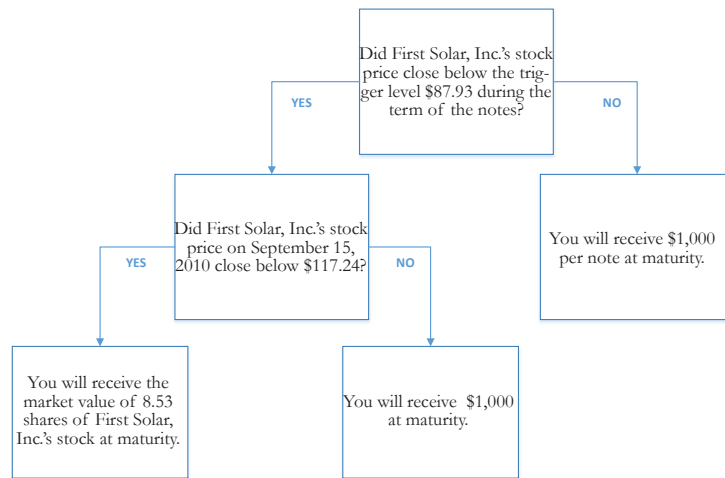 Did First Solar, Inc.'s stock
price close below the trig-
ger level $87.93 during the
term of the notes?
YES
NO
Did First Solar, Inc.'s stock
price on September 15,
2010 close below $117.24?
You will receive $1,000
per note at maturity.
YES
NO
You will receive the
market value of 8.53
shares of First Solar,
Inc.'s stock at maturity.
You will receive $1,000
at maturity.